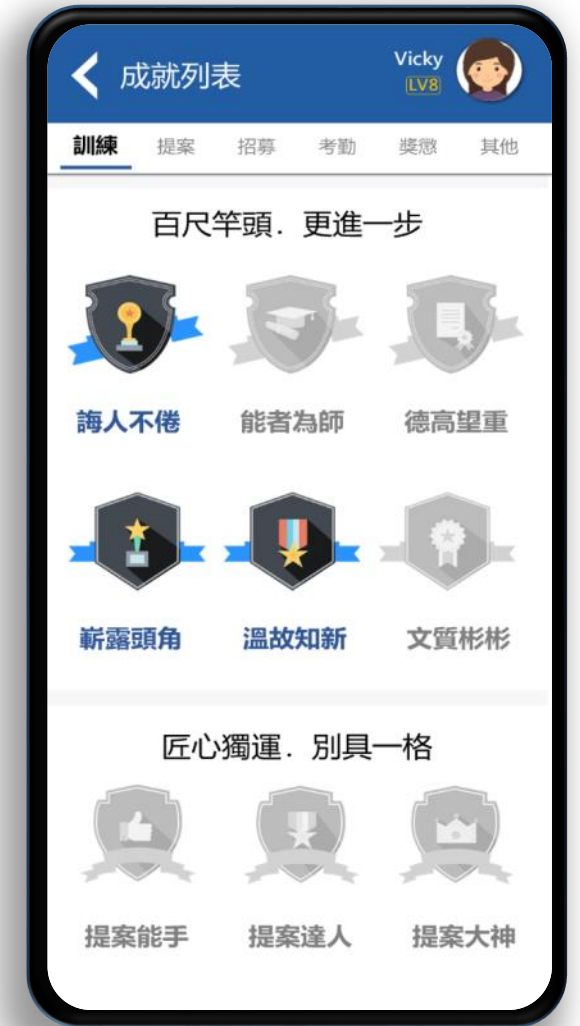 成就列表
Vicky
LV8
訓練 提案 招募 考勤 獎懲 其他
百尺竿頭．更進一步
誨人不倦 能者為師 德高望重
嶄露頭角 溫故知新 文質彬彬
匠心獨運．別具一格
提案能手 提案達人 提案大神